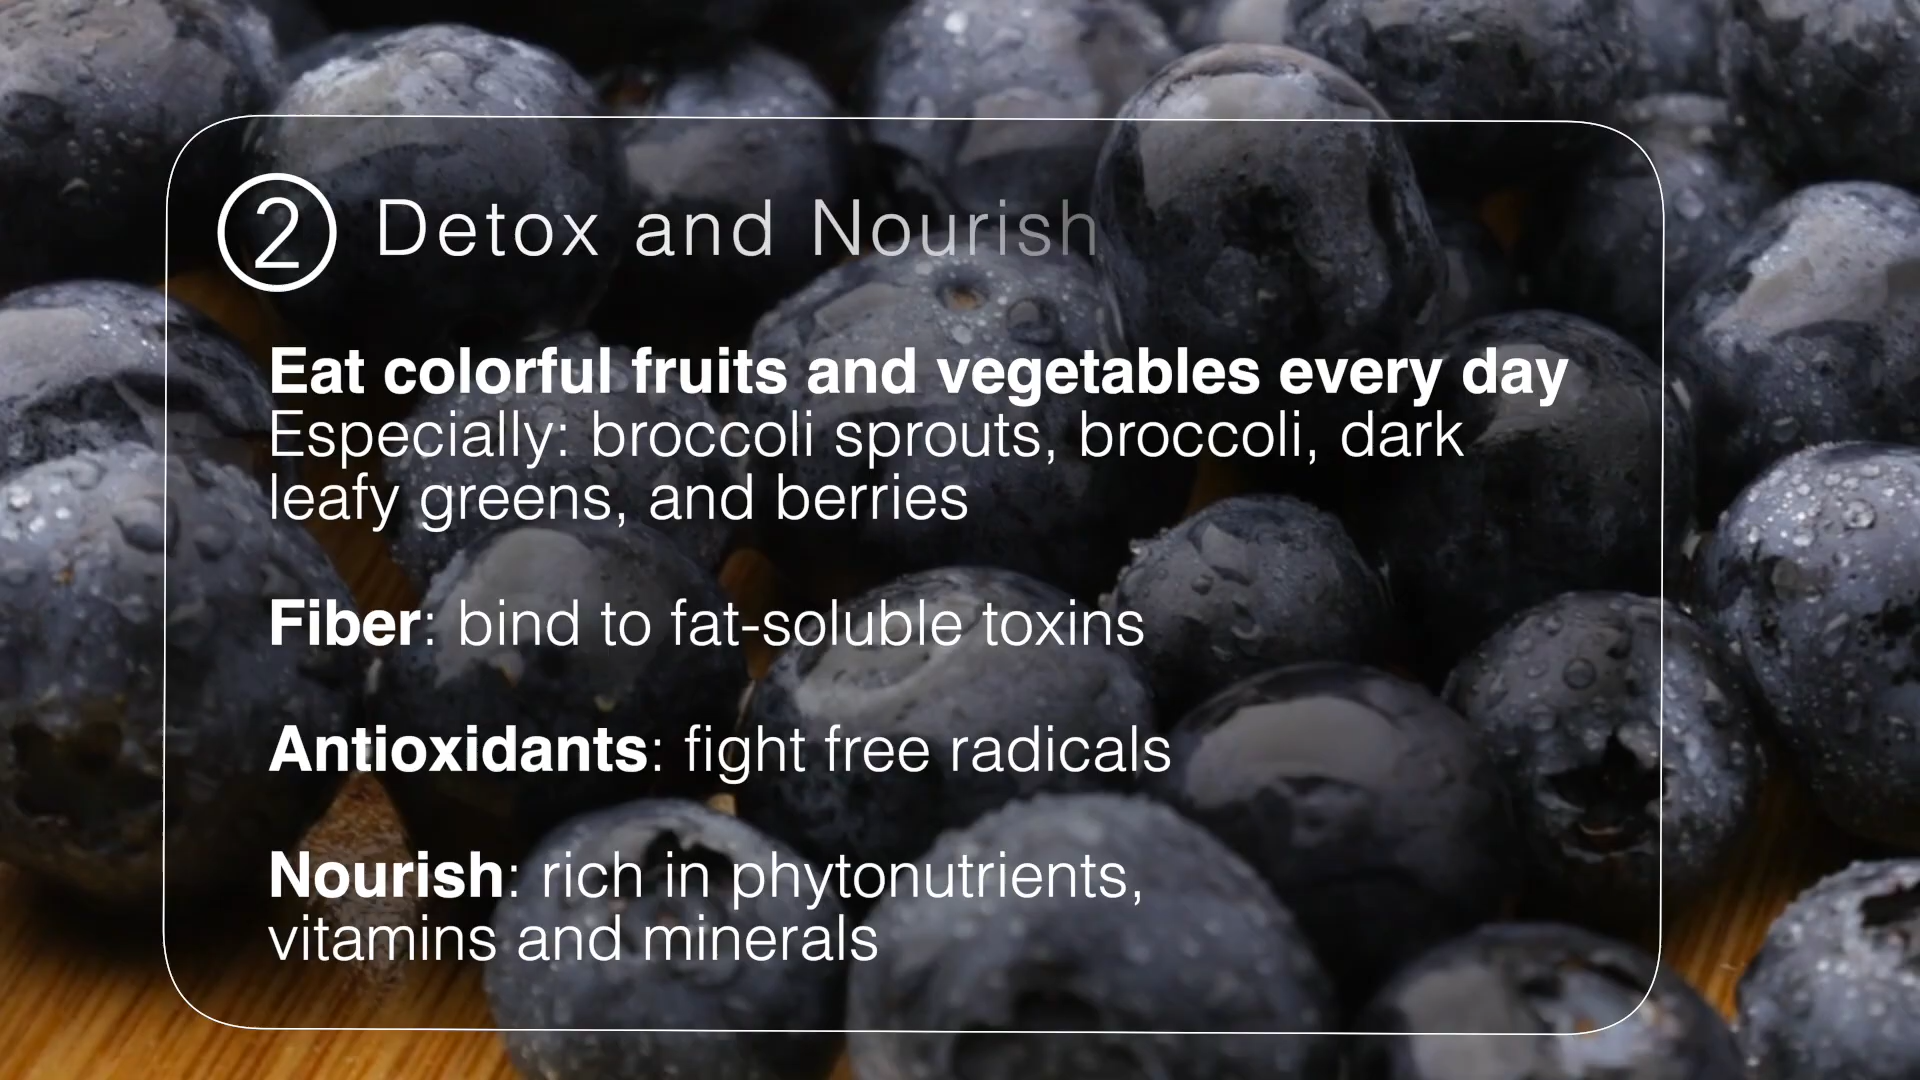 2 Detox and Nourish
Eat colorful fruits and vegetables every day
Especially: broccoli sprouts, broccoli, dark
leafy greens, and berries
Fiber: bind to fat-soluble toxins
Antioxidants: fight free radicals
Nourish: rich in phytonutrients,
vitamins and minerals